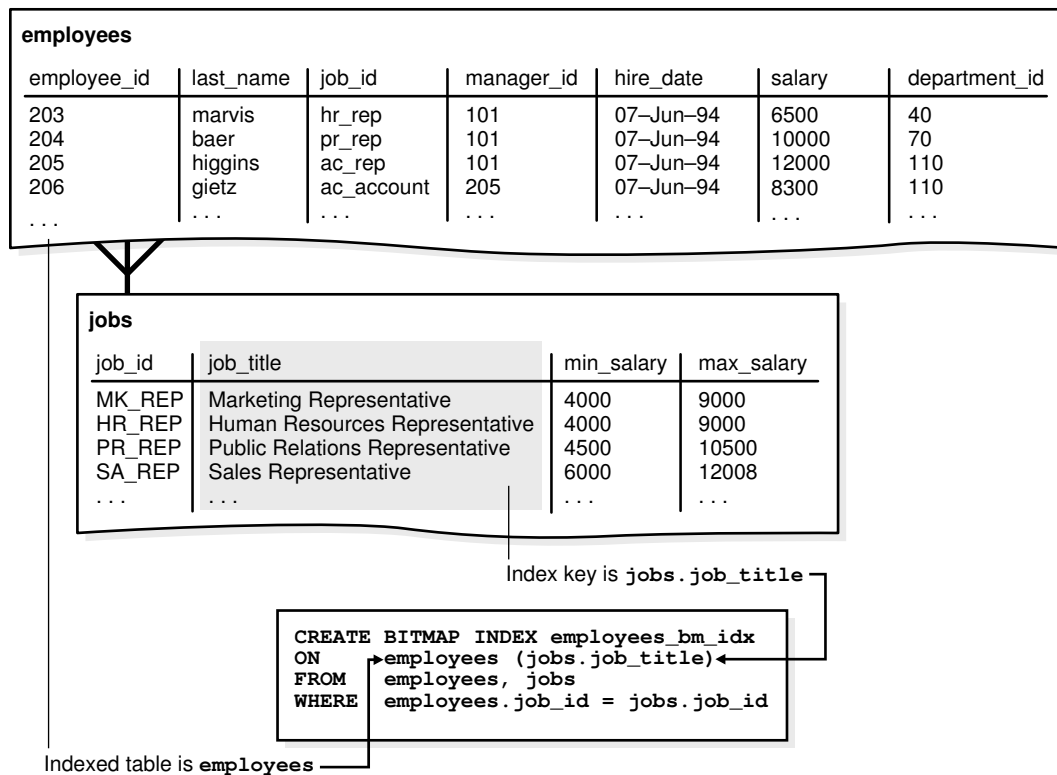 employees
employee_id last_name job_id manager_id hire_date salary department_id
203 marvis hr_rep 101 07–Jun–94 6500 40
204 baer pr_rep 101 07–Jun–94 10000 70
205 higgins ac_rep 101 07–Jun–94 12000 110
206 gietz ac_account 205 07–Jun–94 8300 110
. . . . . . . . . . . . . . . . . . . . .
jobs
job_id job_title min_salary max_salary
MK_REP Marketing Representative 4000 9000
HR_REP Human Resources Representative 4000 9000
PR_REP Public Relations Representative 4500 10500
SA_REP Sales Representative 6000 12008
. . . . . . . . . . . .
Index key is jobs.job_title
CREATE BITMAP INDEX employees_bm_idx
ON employees (jobs.job_title)
FROM employees, jobs
WHERE employees.job_id = jobs.job_id
Indexed table is employees